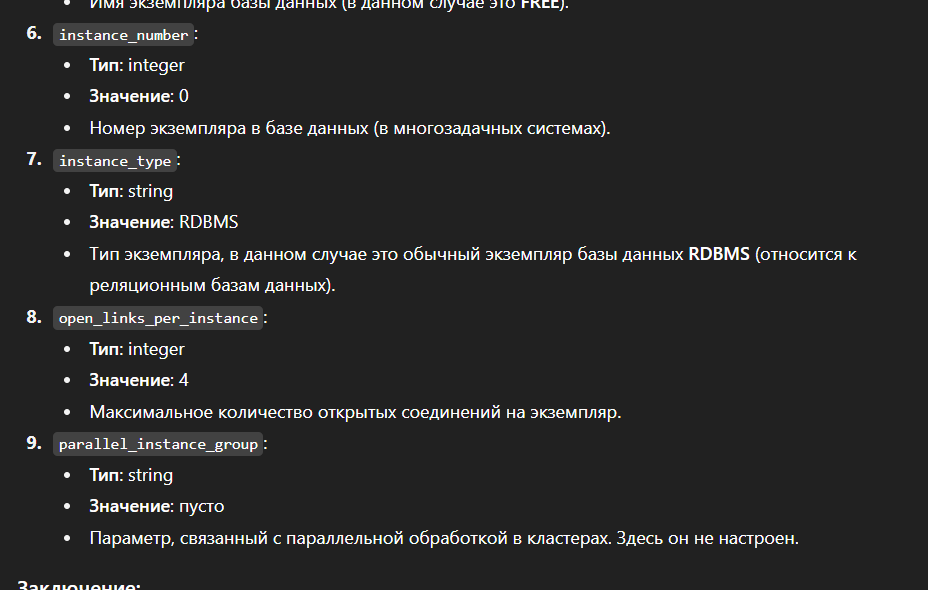 • Имя экземпляра базы данных (в данном случае это FREE).
6. instance_number:
• Тип: integer
• Значение: 0
• Номер экземпляра в базе данных (в многозадачных системах).
7. instance_type:
• Тип: string
• Значение: RDBMS
• Тип экземпляра, в данном случае это обычный экземпляр базы данных RDBMS (относится к
реляционным базам данных).
8. open_links_per_instance:
• Тип: integer
• Значение: 4
• Максимальное количество открытых соединений на экземпляр.
9. parallel_instance_group:
• Тип: string
• Значение: пусто
• Параметр, связанный с параллельной обработкой в кластерах. Здесь он не настроен.
Заключение: